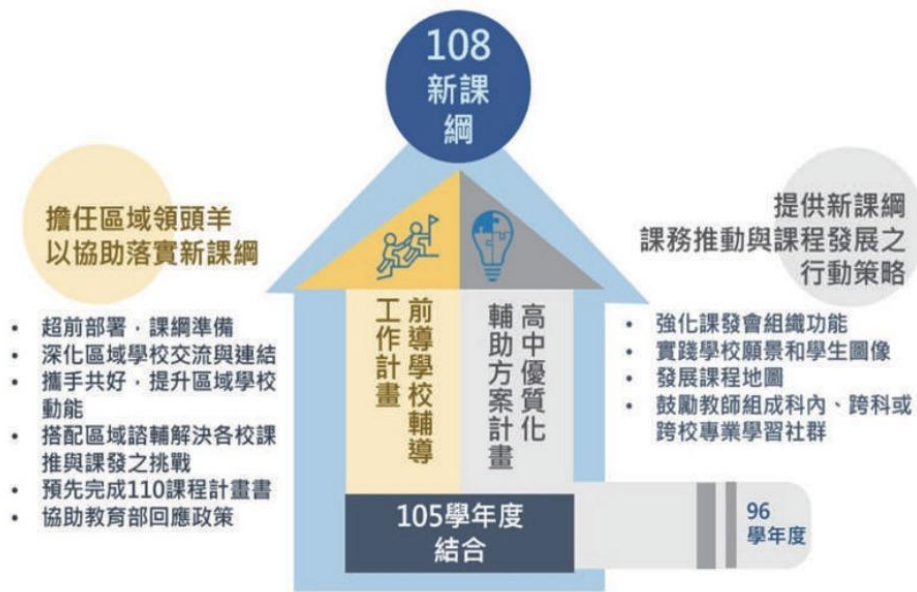 108
新課
綱
擔任區域領頭羊
以協助落實新課綱
• 超前部署，課綱準備
• 深化區域學校交流與連結
• 攜手共好，提升區域學校
動能
• 搭配區域諮輔解決各校課
推與課發之挑戰
• 預先完成110課程計畫書
• 協助教育部回應政策
前導學校輔導
工作計畫
高中優質化
輔助方案計畫
105學年度
結合
96
學年度
提供新課綱
課務推動與課程發展之
行動策略
• 強化課發會組織功能
• 實踐學校願景和學生圖像
• 發展課程地圖
• 鼓勵教師組成科內、跨科或
跨校專業學習社群